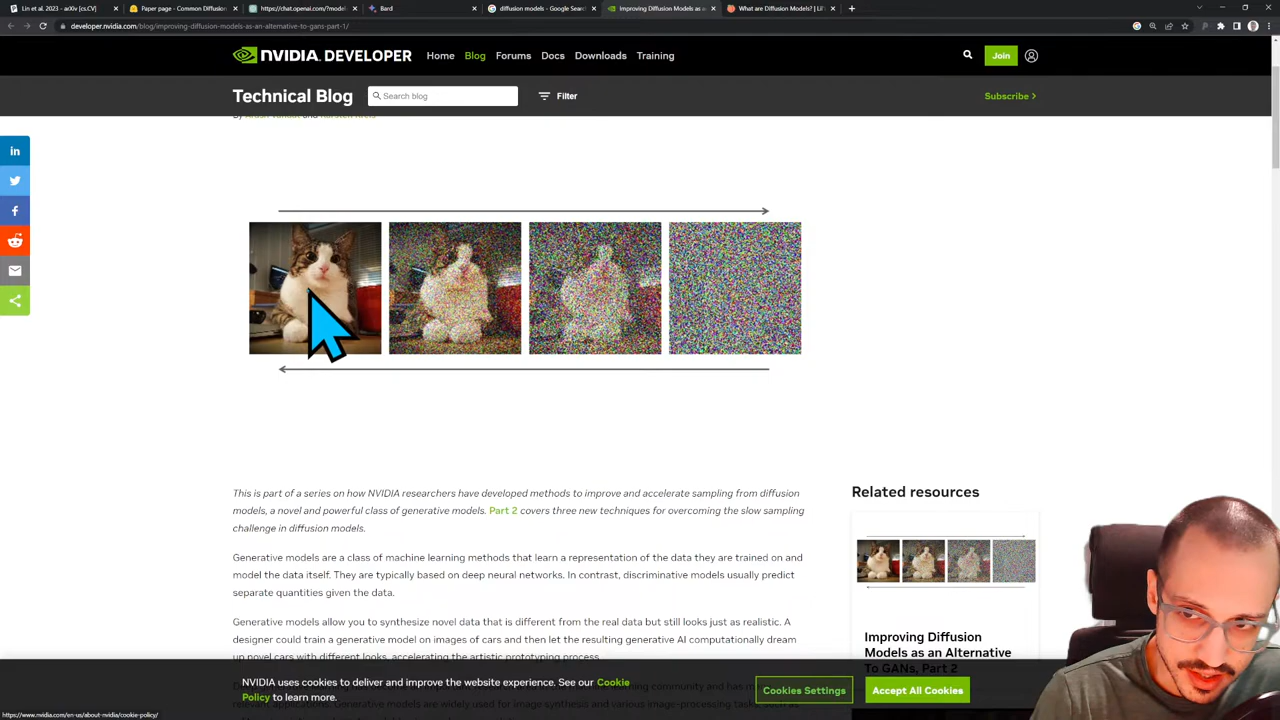 Lin et al. 2023 - arXiv [cs.CV]
Paper page - Common Diffusion
https://chat.openai.com/?model
Bard
diffusion models - Google Search
Improving Diffusion Models as a
What are Diffusion Models? | Lil'
developer.nvidia.com/blog/improving-diffusion-models-as-an-alternative-to-gans-part-1/
NVIDIA. DEVELOPER
Home
Blog
Forums
Docs
Downloads
Training
Join
Technical Blog
Search blog
Filter
Subscribe >
in
f
This is part of a series on how NVIDIA researchers have developed methods to improve and accelerate sampling from diffusion
models, a novel and powerful class of generative models. Part 2 covers three new techniques for overcoming the slow sampling
challenge in diffusion models.
Generative models are a class of machine learning methods that learn a representation of the data they are trained on and
model the data itself. They are typically based on deep neural networks. In contrast, discriminative models usually predict
separate quantities given the data.
Generative models allow you to synthesize novel data that is different from the real data but still looks just as realistic. A
designer could train a generative model on images of cars and then let the resulting generative AI computationally dream
up novel cars with different looks, accelerating the artistic prototyping process.
Related resources
Improving Diffusion
Models as an Alternative
To GANs, Part 2
NVIDIA uses cookies to deliver and improve the website experience. See our Cookie
Policy to learn more.
Cookies Settings
Accept All Cookies
https://www.nvidia.com/en-us/about-nvidia/cookie-policy/